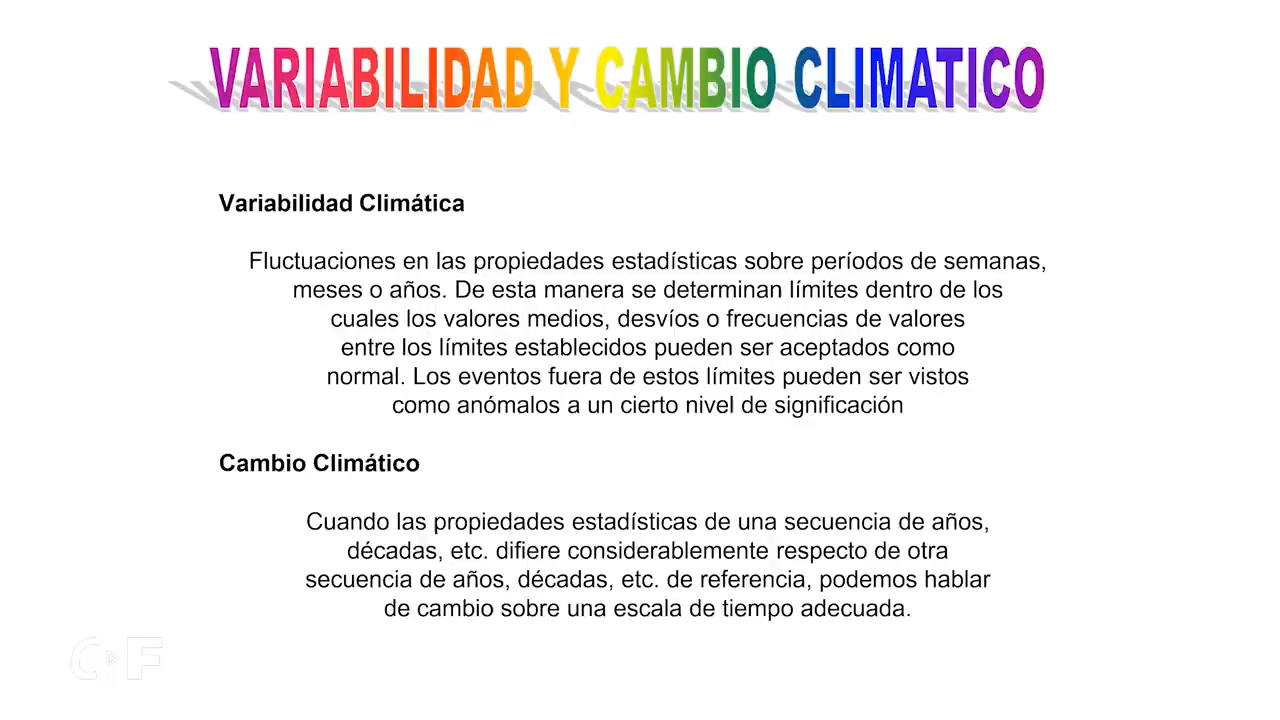 VARIABILIDAD Y CAMBIO CLIMATICO
Variabilidad Climática
Fluctuaciones en las propiedades estadísticas sobre períodos de semanas,
meses o años. De esta manera se determinan límites dentro de los
cuales los valores medios, desvíos o frecuencias de valores
entre los límites establecidos pueden ser aceptados como
normal. Los eventos fuera de estos límites pueden ser vistos
como anómalos a un cierto nivel de significación
Cambio Climático
Cuando las propiedades estadísticas de una secuencia de años,
décadas, etc. difiere considerablemente respecto de otra
secuencia de años, décadas, etc. de referencia, podemos hablar
de cambio sobre una escala de tiempo adecuada.
C F